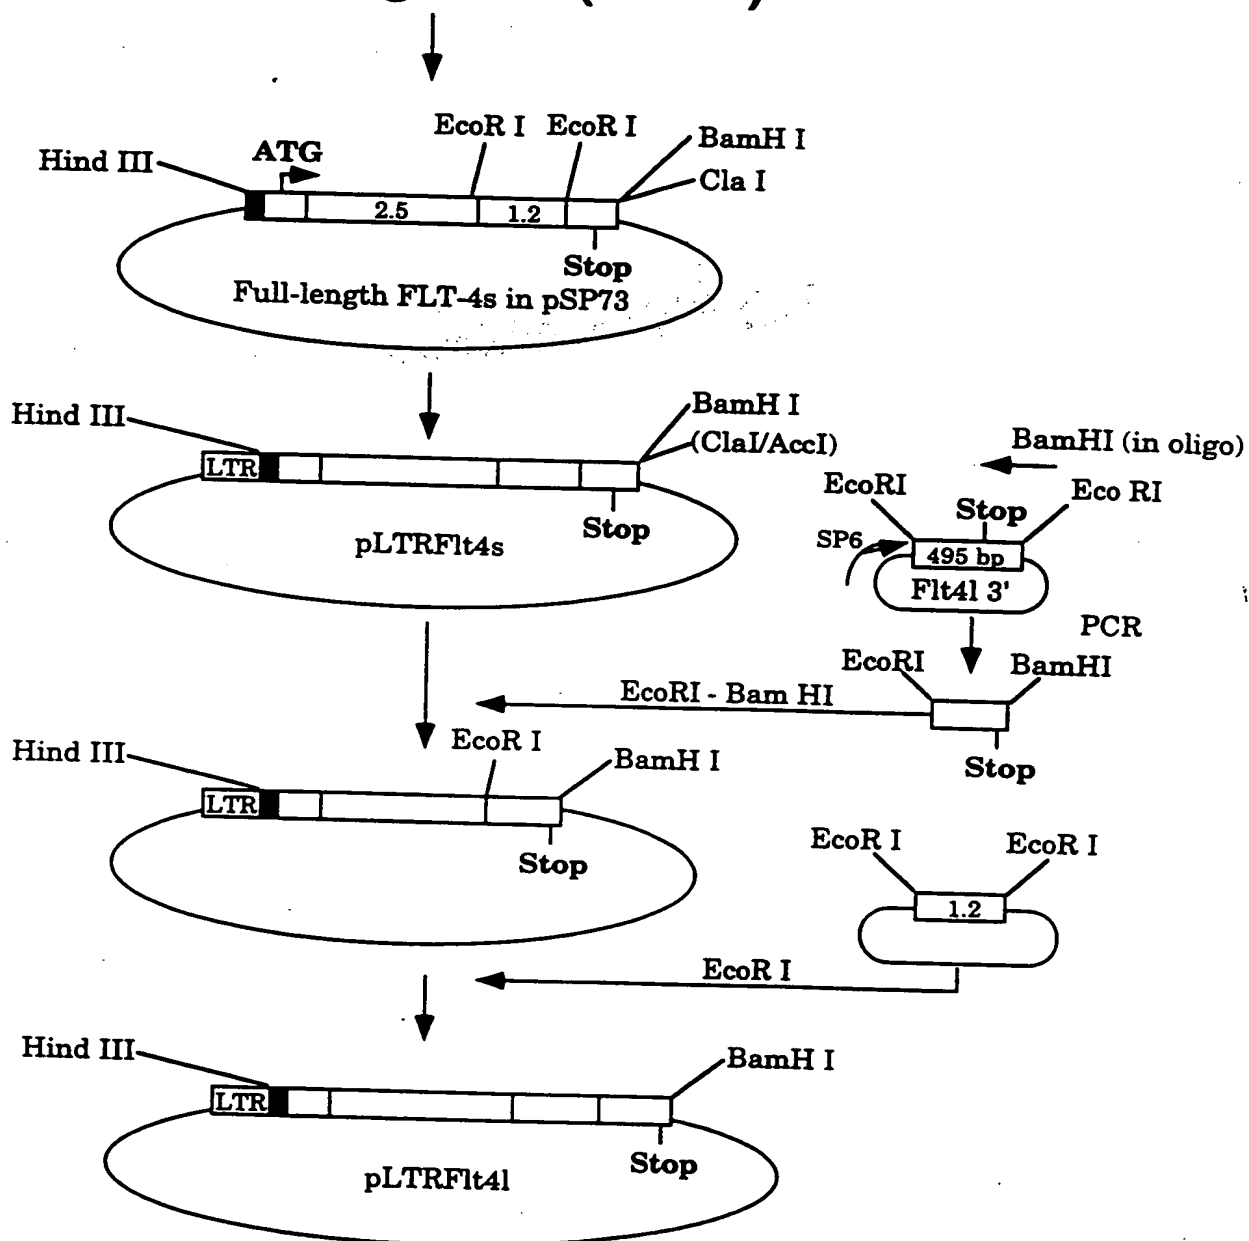 EcoR I EcoR I
BamH I
ATG
Hind III
Cla I
2.5
1.2
Stop
Full-length FLT-4s in pSP73
BamH I
Hind III
(ClaI/AccI)
BamHI (in oligo)
LTR
EcoRI
Eco RI
Stop
Stop
pLTRFlt4s
SP6
495 bp
Flt4l 3'
PCR
EcoRI
BamHI
EcoRI - Bam HI
EcoR I
Hind III
BamH I
Stop
LTR
Stop
EcoR I
EcoR I
1.2
EcoR I
Hind III
BamH I
LTR
Stop
pLTRFlt4l